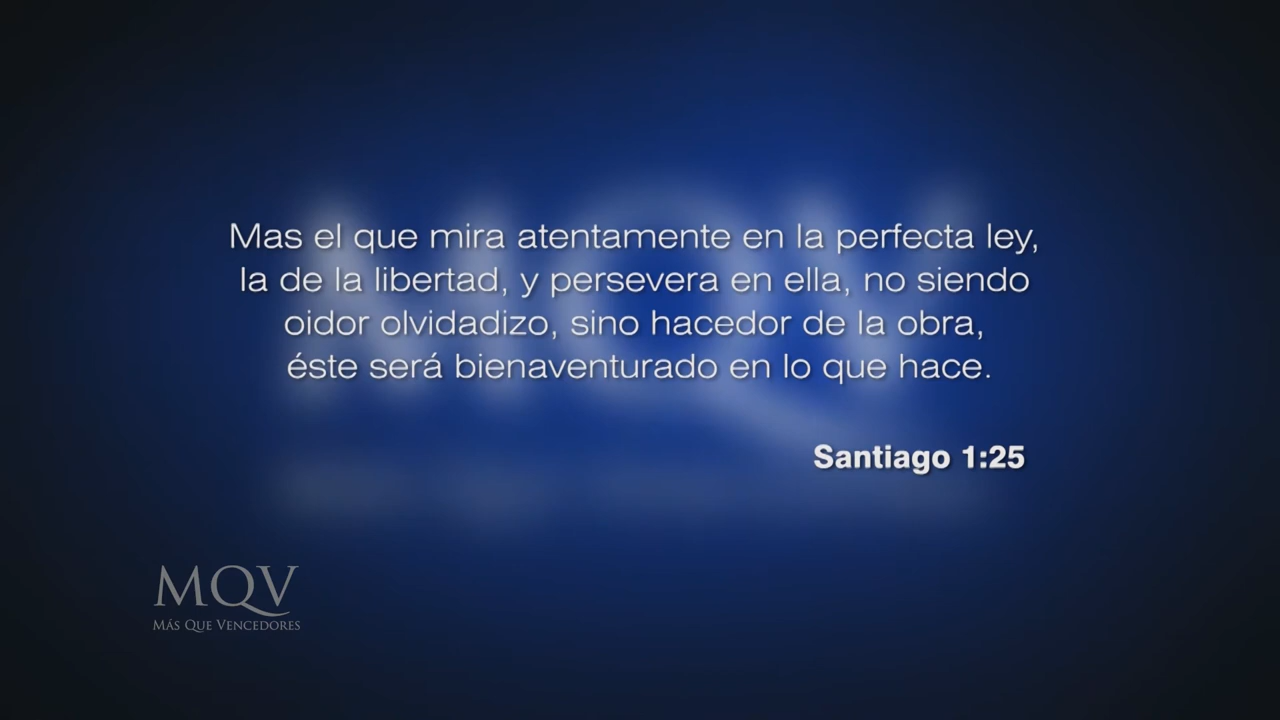 Mas el que mira atentamente en la perfecta ley,
la de la libertad, y persevera en ella, no siendo
oidor olvidadizo, sino hacedor de la obra,
éste será bienaventurado en lo que hace.
Santiago 1:25
MQV
MÁS QUE VENCEDORES